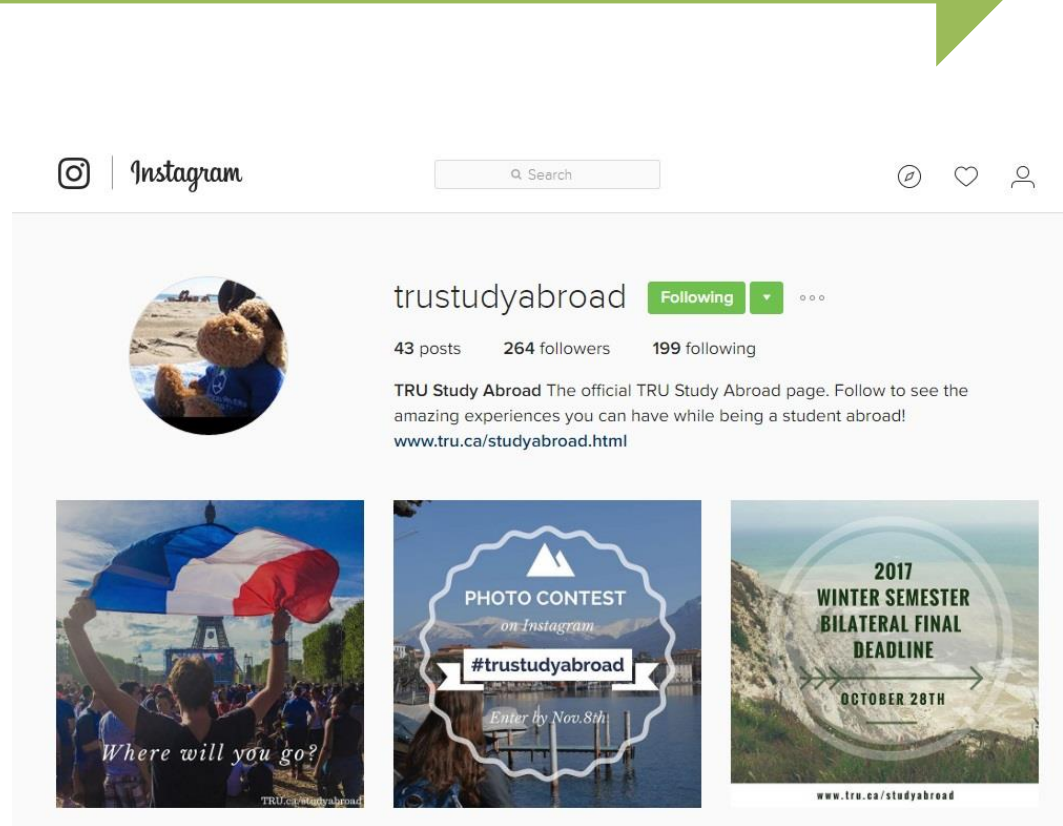 Instagram
Search
trustudyabroad Following
43 posts 264 followers 199 following
TRU Study Abroad The official TRU Study Abroad page. Follow to see the
amazing experiences you can have while being a student abroad!
www.tru.ca/studyabroad.html
Where will you go?
TRU.ca/studyabroad
PHOTO CONTEST
on Instagram
#trustudyabroad
Enter by Nov.8th
2017
WINTER SEMESTER
BILATERAL FINAL
DEADLINE
OCTOBER 28TH
www.tru.ca/studyabroad